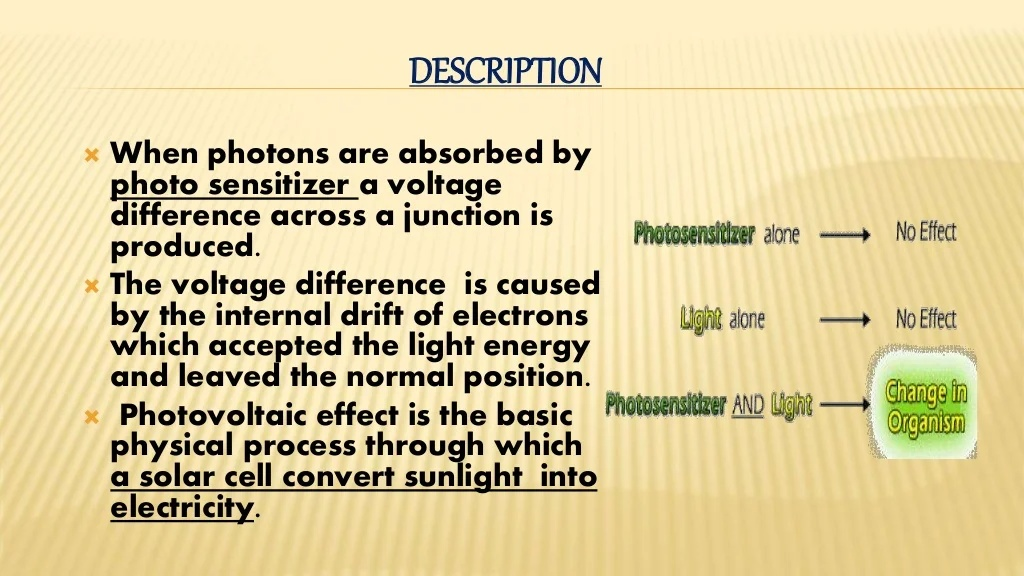 DESCRIPTION
When photons are absorbed by
photo sensitizer a voltage
difference across a junction is
produced.
The voltage difference is caused
by the internal drift of electrons
which accepted the light energy
and leaved the normal position.
Photovoltaic effect is the basic
physical process through which
a solar cell convert sunlight into
electricity.
Photosensitizer alone → No Effect
Light alone → No Effect
Photosensitizer AND Light → Change in
Organism